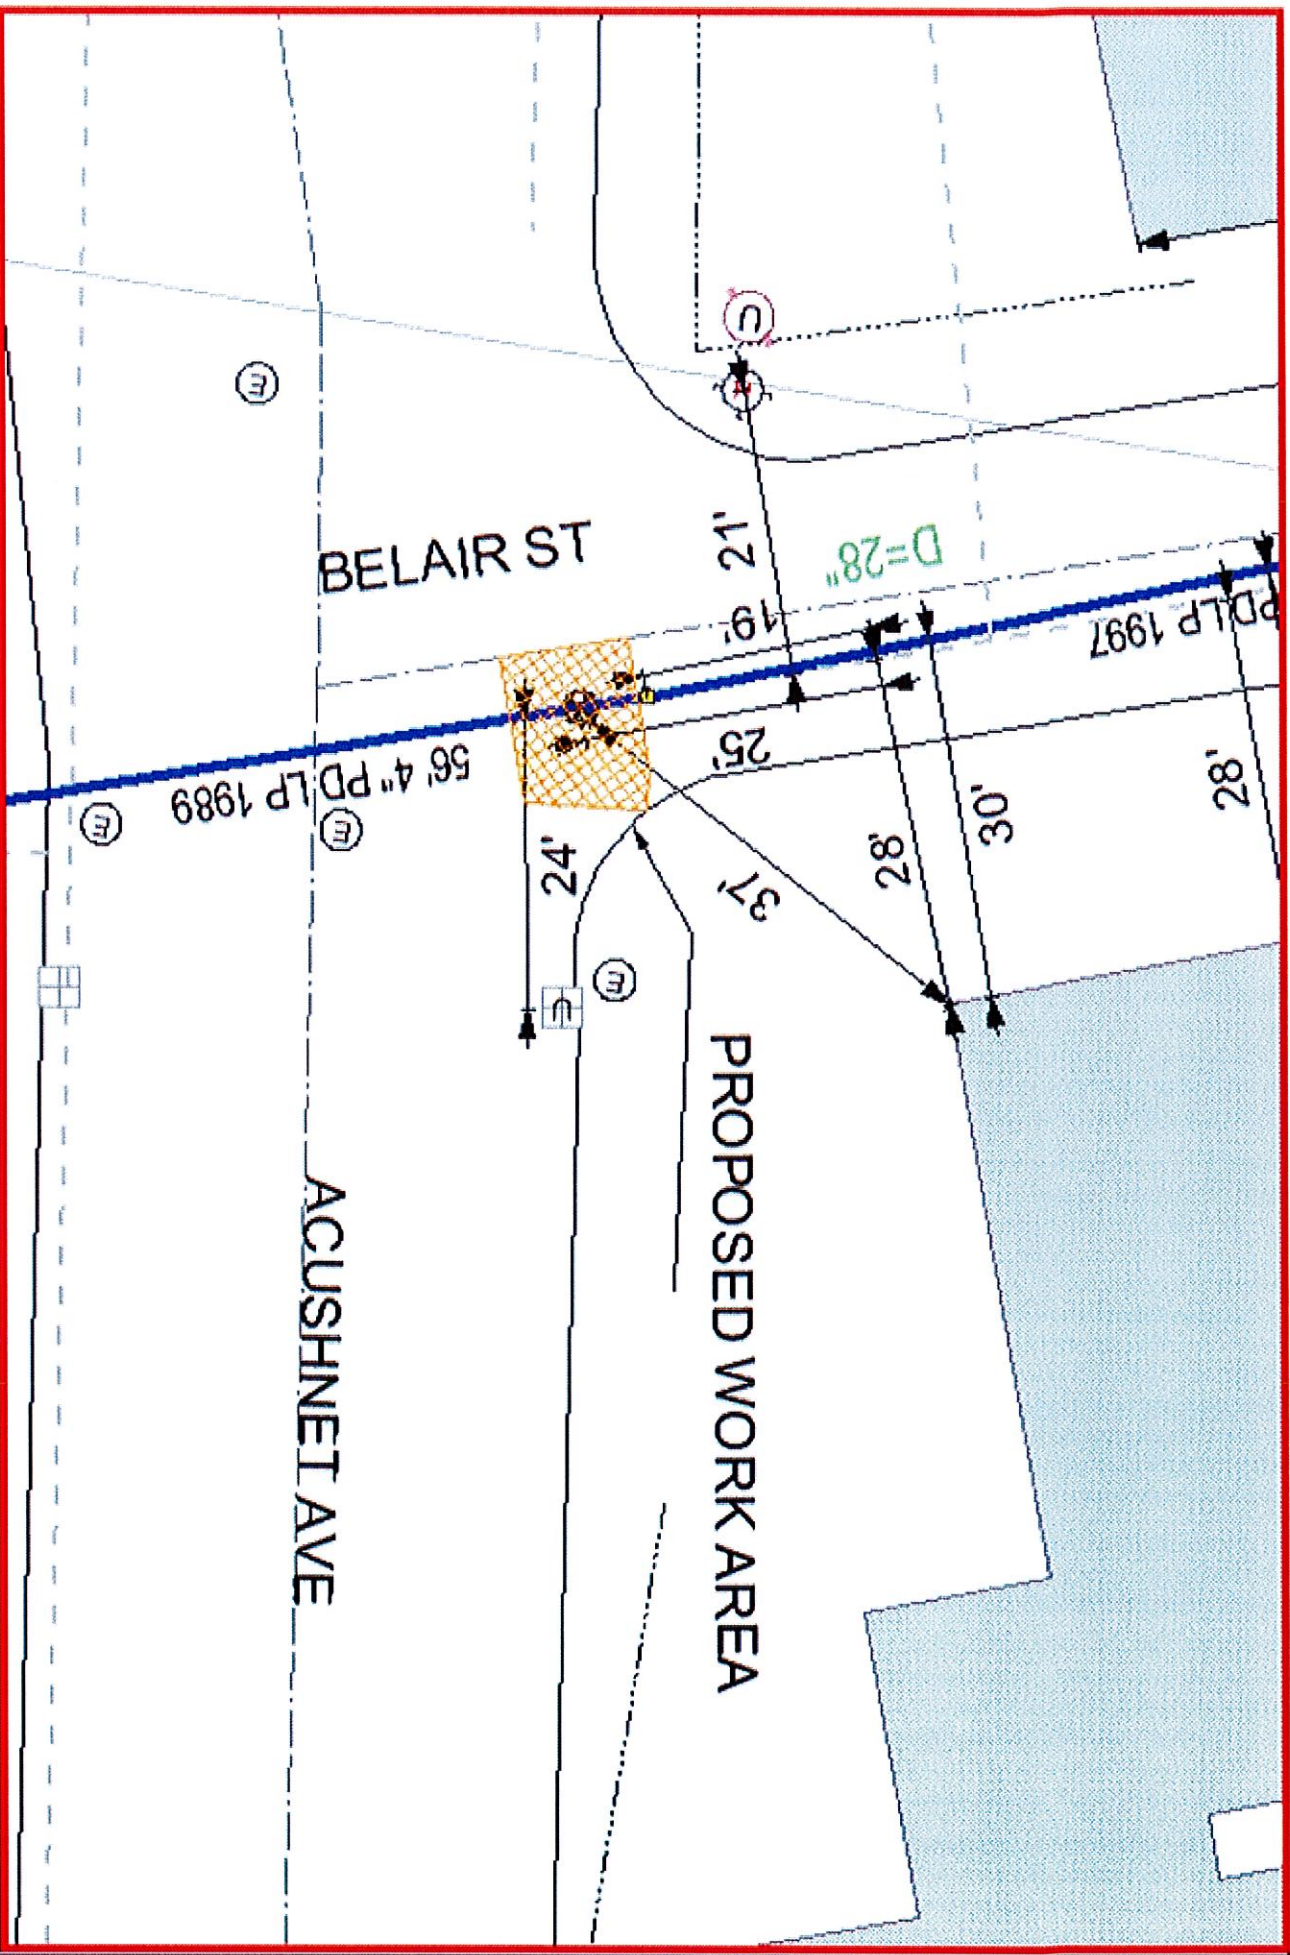 BELAIR ST
21'
D=28"
19'
PD LP 1997
25'
56' 4" PD LP 1989
24'
37'
28'
30'
28'
E
E
E
E
C
C
PROPOSED WORK AREA
ACUSHNET AVE